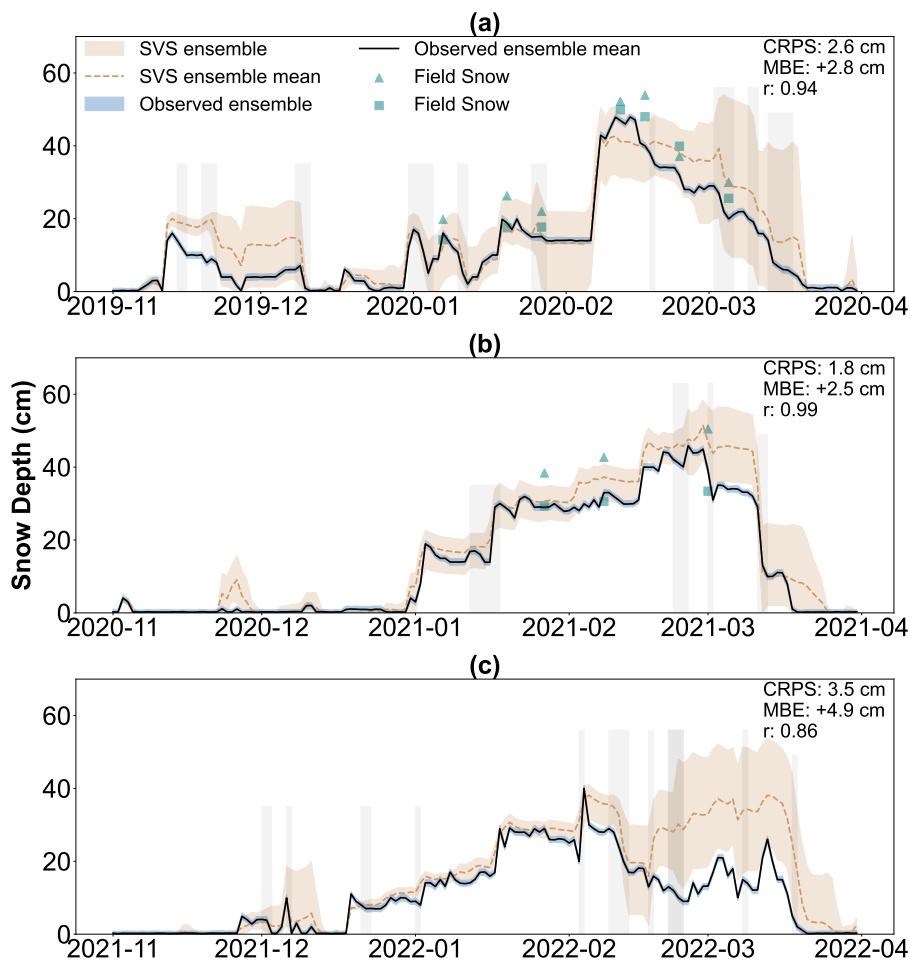 (a)
SVS ensemble
SVS ensemble mean
Observed ensemble
Observed ensemble mean
Field Snow
Field Snow
CRPS: 2.6 cm
MBE: +2.8 cm
r: 0.94
60
40
20
0
2019-11
2019-12
2020-01
2020-02
2020-03
2020-04
(b)
CRPS: 1.8 cm
MBE: +2.5 cm
r: 0.99
Snow Depth (cm)
60
40
20
0
2020-11
2020-12
2021-01
2021-02
2021-03
2021-04
(c)
CRPS: 3.5 cm
MBE: +4.9 cm
r: 0.86
60
40
20
0
2021-11
2021-12
2022-01
2022-02
2022-03
2022-04